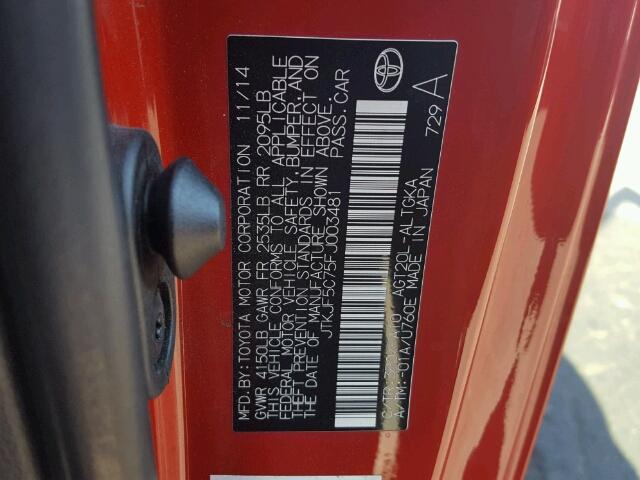 MFD.BY:TOYOTA MOTOR CORPORATION 11/14
GVWR 4150LBS GAWR FR 2535LB RR 2095LB
THIS VEHICLE CONFORMS TO ALL APPLICABLE
FEDERAL MOTOR VEHICLE SAFETY,BUMPER,AND
THEFT PREVENTION STANDARDS IN EFFECT ON
DATE OF MANUFACTURE SHOWN ABOVE.
JTKJF5C75FJ003481 PASS.CAR
C/TR: AGT20L-ALTGKA
A/TM:-01A/U760E MADE IN JAPAN
729 A